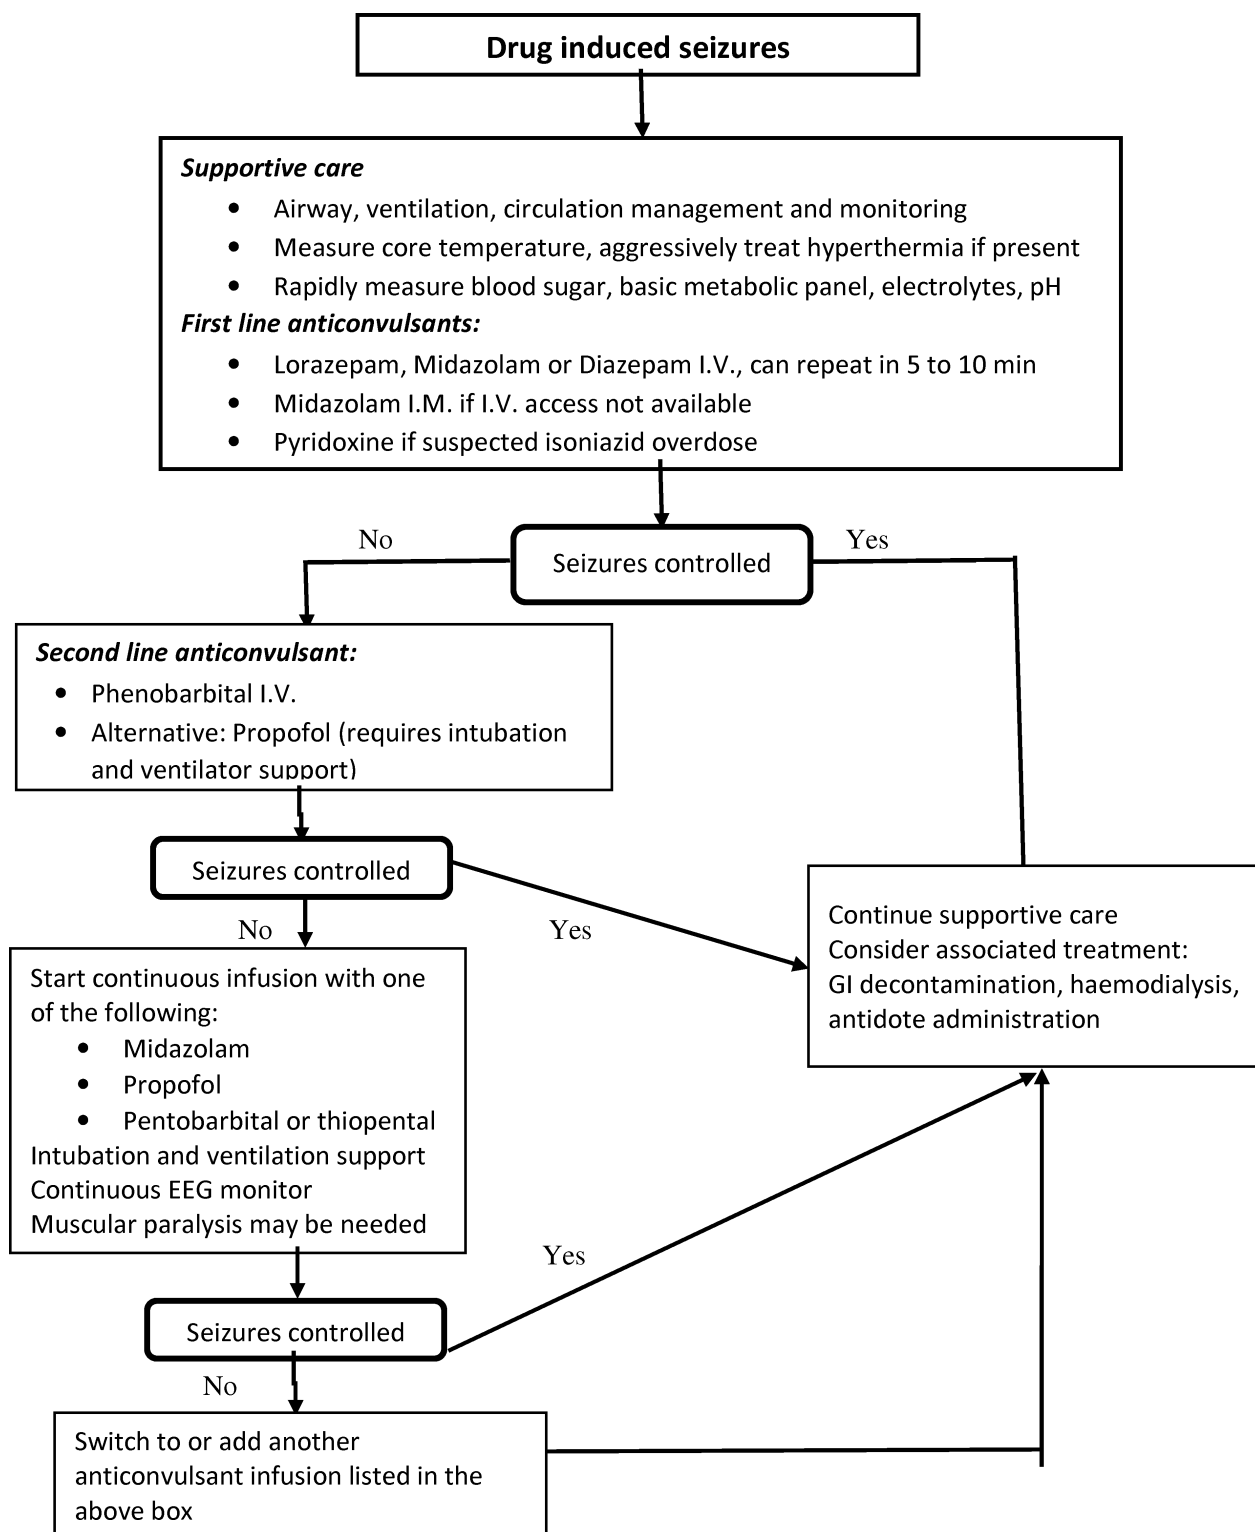 Drug induced seizures
Supportive care
• Airway, ventilation, circulation management and monitoring
• Measure core temperature, aggressively treat hyperthermia if present
• Rapidly measure blood sugar, basic metabolic panel, electrolytes, pH
First line anticonvulsants:
• Lorazepam, Midazolam or Diazepam I.V., can repeat in 5 to 10 min
• Midazolam I.M. if I.V. access not available
• Pyridoxine if suspected isoniazid overdose
No
Seizures controlled
Yes
Second line anticonvulsant:
• Phenobarbital I.V.
• Alternative: Propofol (requires intubation
and ventilator support)
Seizures controlled
No
Yes
Continue supportive care
Consider associated treatment:
GI decontamination, haemodialysis,
antidote administration
Start continuous infusion with one
of the following:
• Midazolam
• Propofol
• Pentobarbital or thiopental
Intubation and ventilation support
Continuous EEG monitor
Muscular paralysis may be needed
Yes
Seizures controlled
No
Switch to or add another
anticonvulsant infusion listed in the
above box